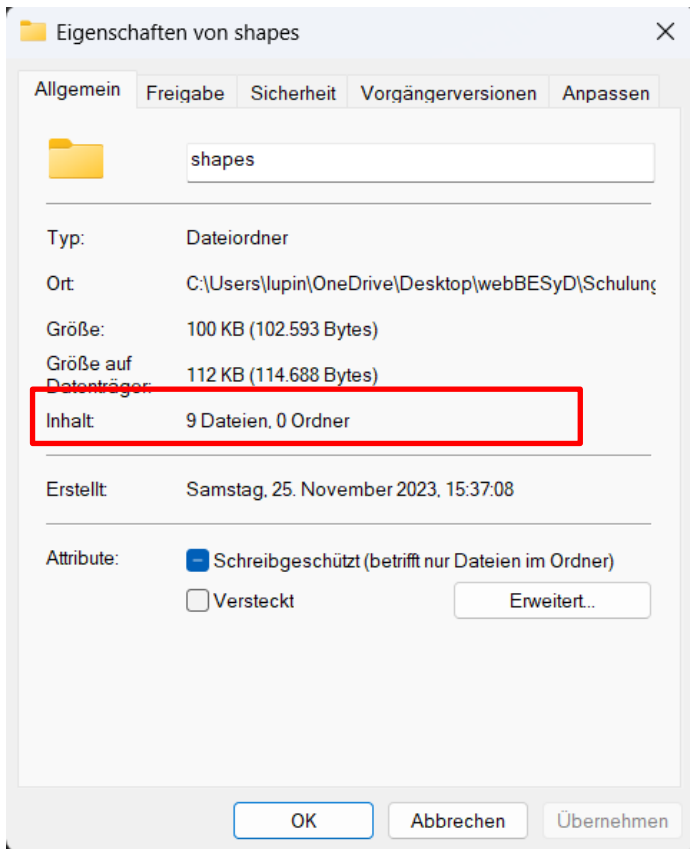 Eigenschaften von shapes
Allgemein Freigabe Sicherheit Vorgängerversionen Anpassen
shapes
Typ: Dateiordner
Ort: C:\Users\lupin\OneDrive\Desktop\webBESyD\Schulung
Größe: 100 KB (102.593 Bytes)
Größe auf
Datenträger: 112 KB (114.688 Bytes)
Inhalt: 9 Dateien, 0 Ordner
Erstellt: Samstag, 25. November 2023, 15:37:08
Attribute: Schreibgeschützt (betrifft nur Dateien im Ordner)
Versteckt Erweitert...
OK Abbrechen Übernehmen